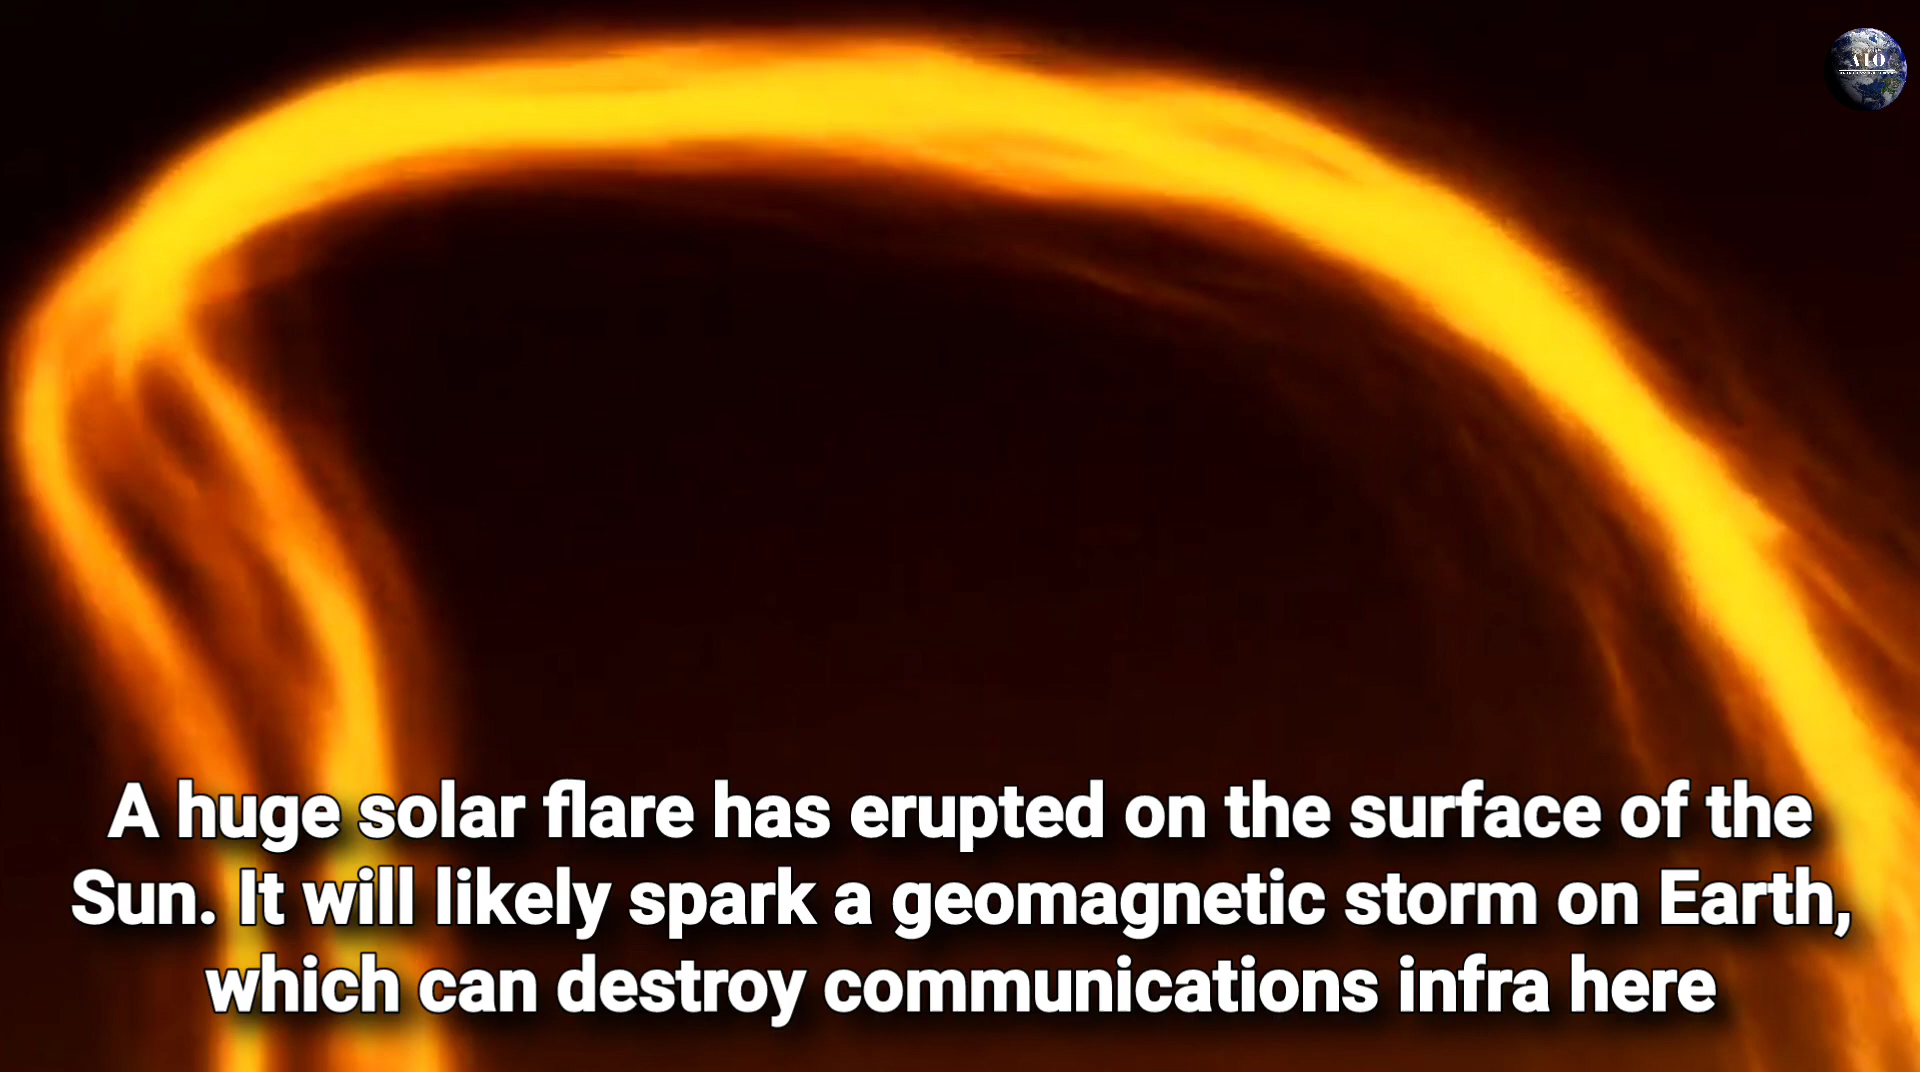 A huge solar flare has erupted on the surface of the
Sun. It will likely spark a geomagnetic storm on Earth,
which can destroy communications infra here